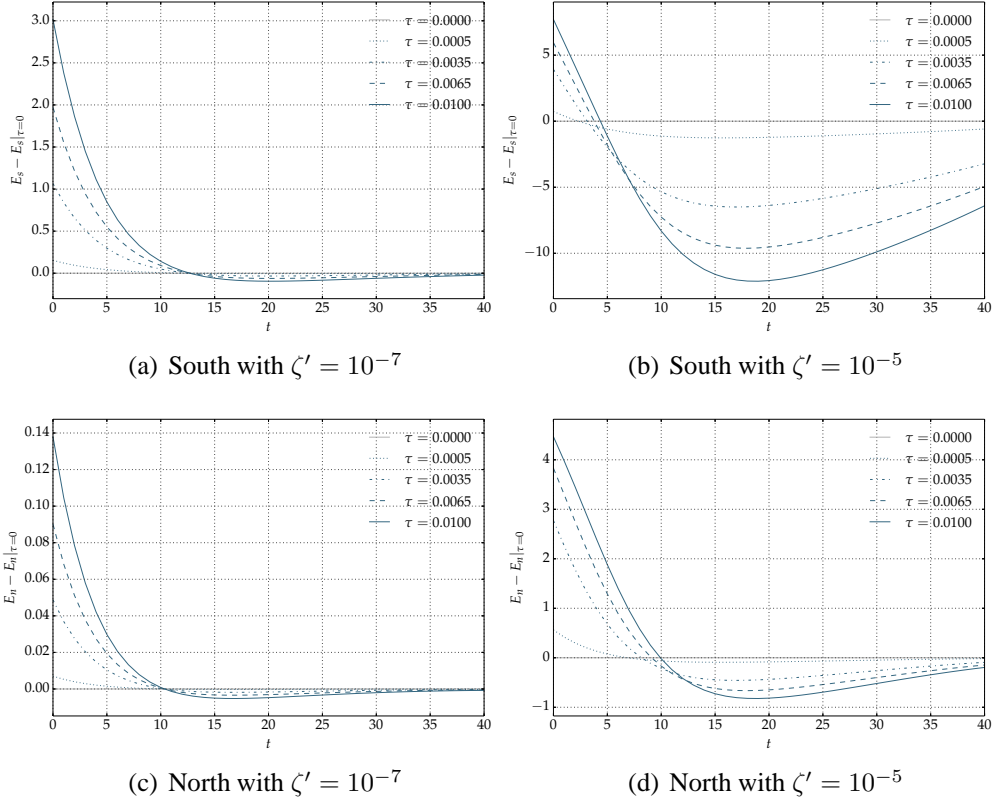 3.0
2.5
2.0
1.5
1.0
0.5
0.0
E_s − E_s|τ=0
0 5 10 15 20 25 30 35 40
t
τ = 0.0000
τ = 0.0005
τ = 0.0035
τ = 0.0065
τ = 0.0100
(a) South with ζ′ = 10⁻⁷
5
0
−5
−10
E_s − E_s|τ=0
0 5 10 15 20 25 30 35 40
t
τ = 0.0000
τ = 0.0005
τ = 0.0035
τ = 0.0065
τ = 0.0100
(b) South with ζ′ = 10⁻⁵
0.14
0.12
0.10
0.08
0.06
0.04
0.02
0.00
E_n − E_n|τ=0
0 5 10 15 20 25 30 35 40
t
τ = 0.0000
τ = 0.0005
τ = 0.0035
τ = 0.0065
τ = 0.0100
(c) North with ζ′ = 10⁻⁷
4
3
2
1
0
−1
E_n − E_n|τ=0
0 5 10 15 20 25 30 35 40
t
τ = 0.0000
τ = 0.0005
τ = 0.0035
τ = 0.0065
τ = 0.0100
(d) North with ζ′ = 10⁻⁵